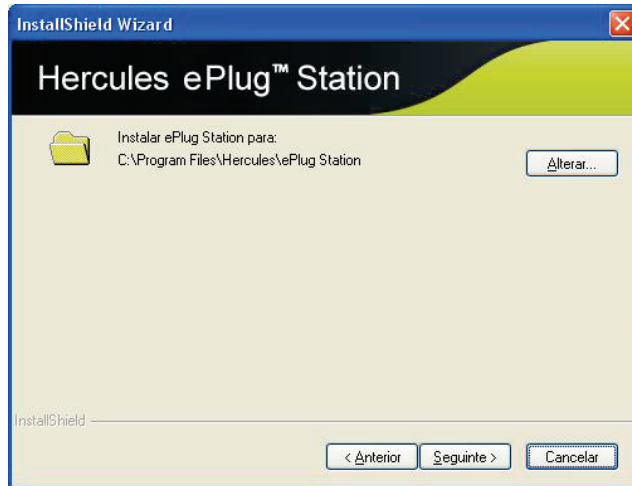 InstallShield Wizard
Hercules ePlug™ Station
Instalar ePlug Station para:
C:\Program Files\Hercules\ePlug Station
Alterar...
InstallShield
< Anterior
Seguinte >
Cancelar